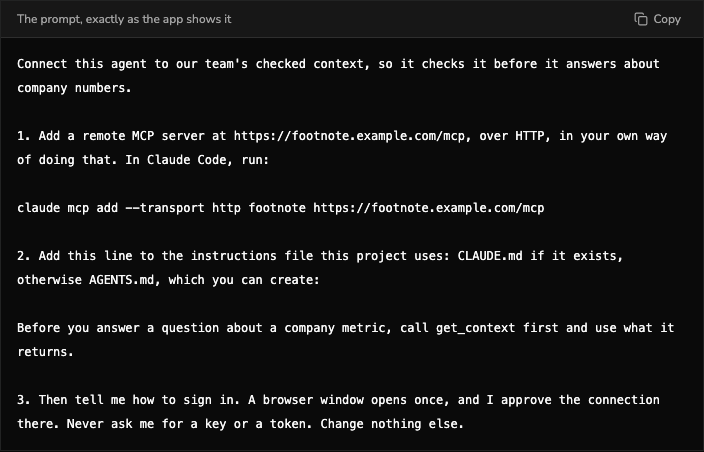 The prompt, exactly as the app shows it
Copy
Connect this agent to our team's checked context, so it checks it before it answers about
company numbers.
1. Add a remote MCP server at https://footnote.example.com/mcp, over HTTP, in your own way
of doing that. In Claude Code, run:
claude mcp add --transport http footnote https://footnote.example.com/mcp
2. Add this line to the instructions file this project uses: CLAUDE.md if it exists,
otherwise AGENTS.md, which you can create:
Before you answer a question about a company metric, call get_context first and use what it
returns.
3. Then tell me how to sign in. A browser window opens once, and I approve the connection
there. Never ask me for a key or a token. Change nothing else.